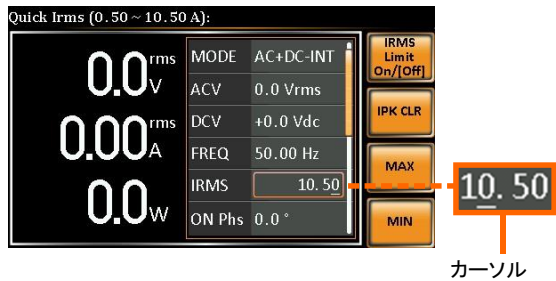 Quick Irms (0.50 ~ 10.50 A):
0.0 rms V
0.00 rms A
0.0 W
MODE AC+DC-INT
ACV 0.0 Vrms
DCV +0.0 Vdc
FREQ 50.00 Hz
IRMS 10.50
ON Phs 0.0 °
IRMS
Limit
On/[Off]
IPK CLR
MAX
MIN
10.50
カーソル